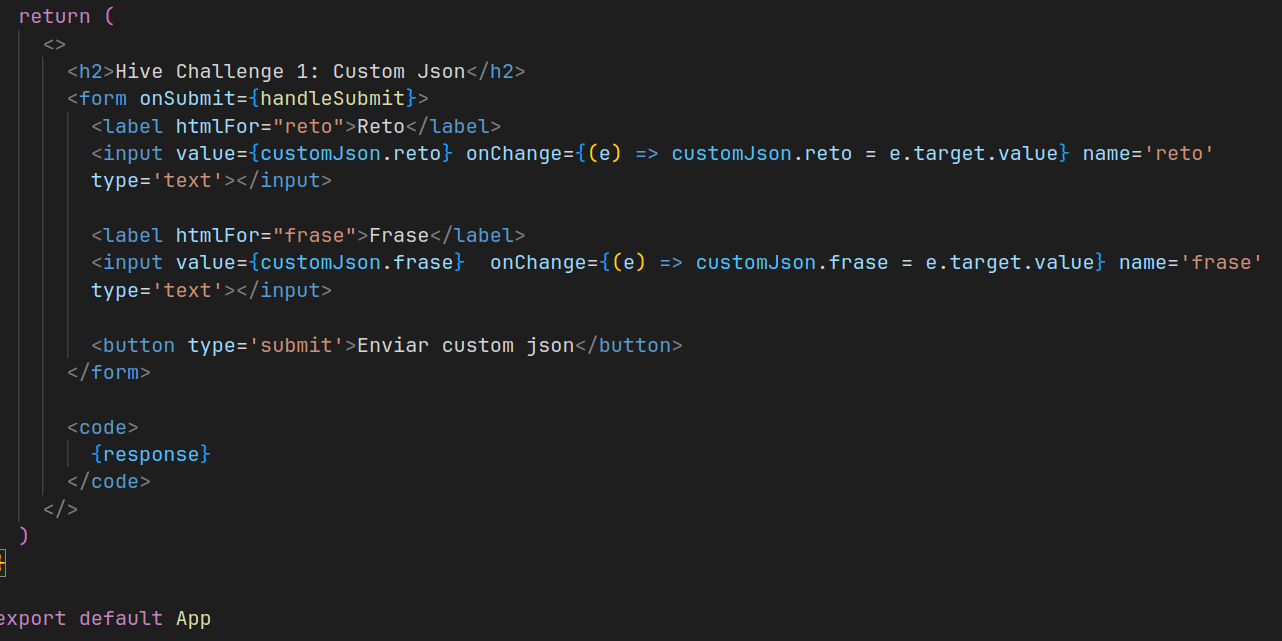 return (
<>
<h2>Hive Challenge 1: Custom Json</h2>
<form onSubmit={handleSubmit}>
<label htmlFor="reto">Reto</label>
<input value={customJson.reto} onChange={(e) => customJson.reto = e.target.value} name='reto'
type='text'></input>
<label htmlFor="frase">Frase</label>
<input value={customJson.frase}  onChange={(e) => customJson.frase = e.target.value} name='frase'
type='text'></input>
<button type='submit'>Enviar custom json</button>
</form>
<code>
{response}
</code>
</>
)
}
export default App